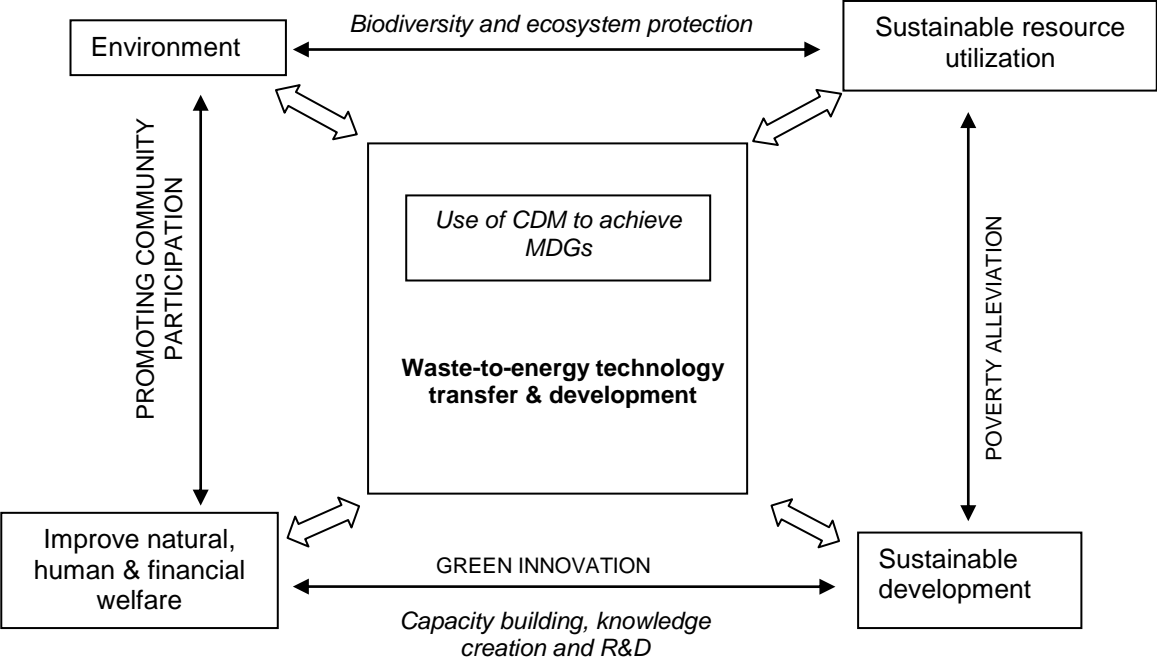 Biodiversity and ecosystem protection
Environment
Sustainable resource
utilization
PROMOTING COMMUNITY
PARTICIPATION
Use of CDM to achieve
MDGs
Waste-to-energy technology
transfer & development
POVERTY ALLEVIATION
Improve natural,
human & financial
welfare
GREEN INNOVATION
Capacity building, knowledge
creation and R&D
Sustainable
development